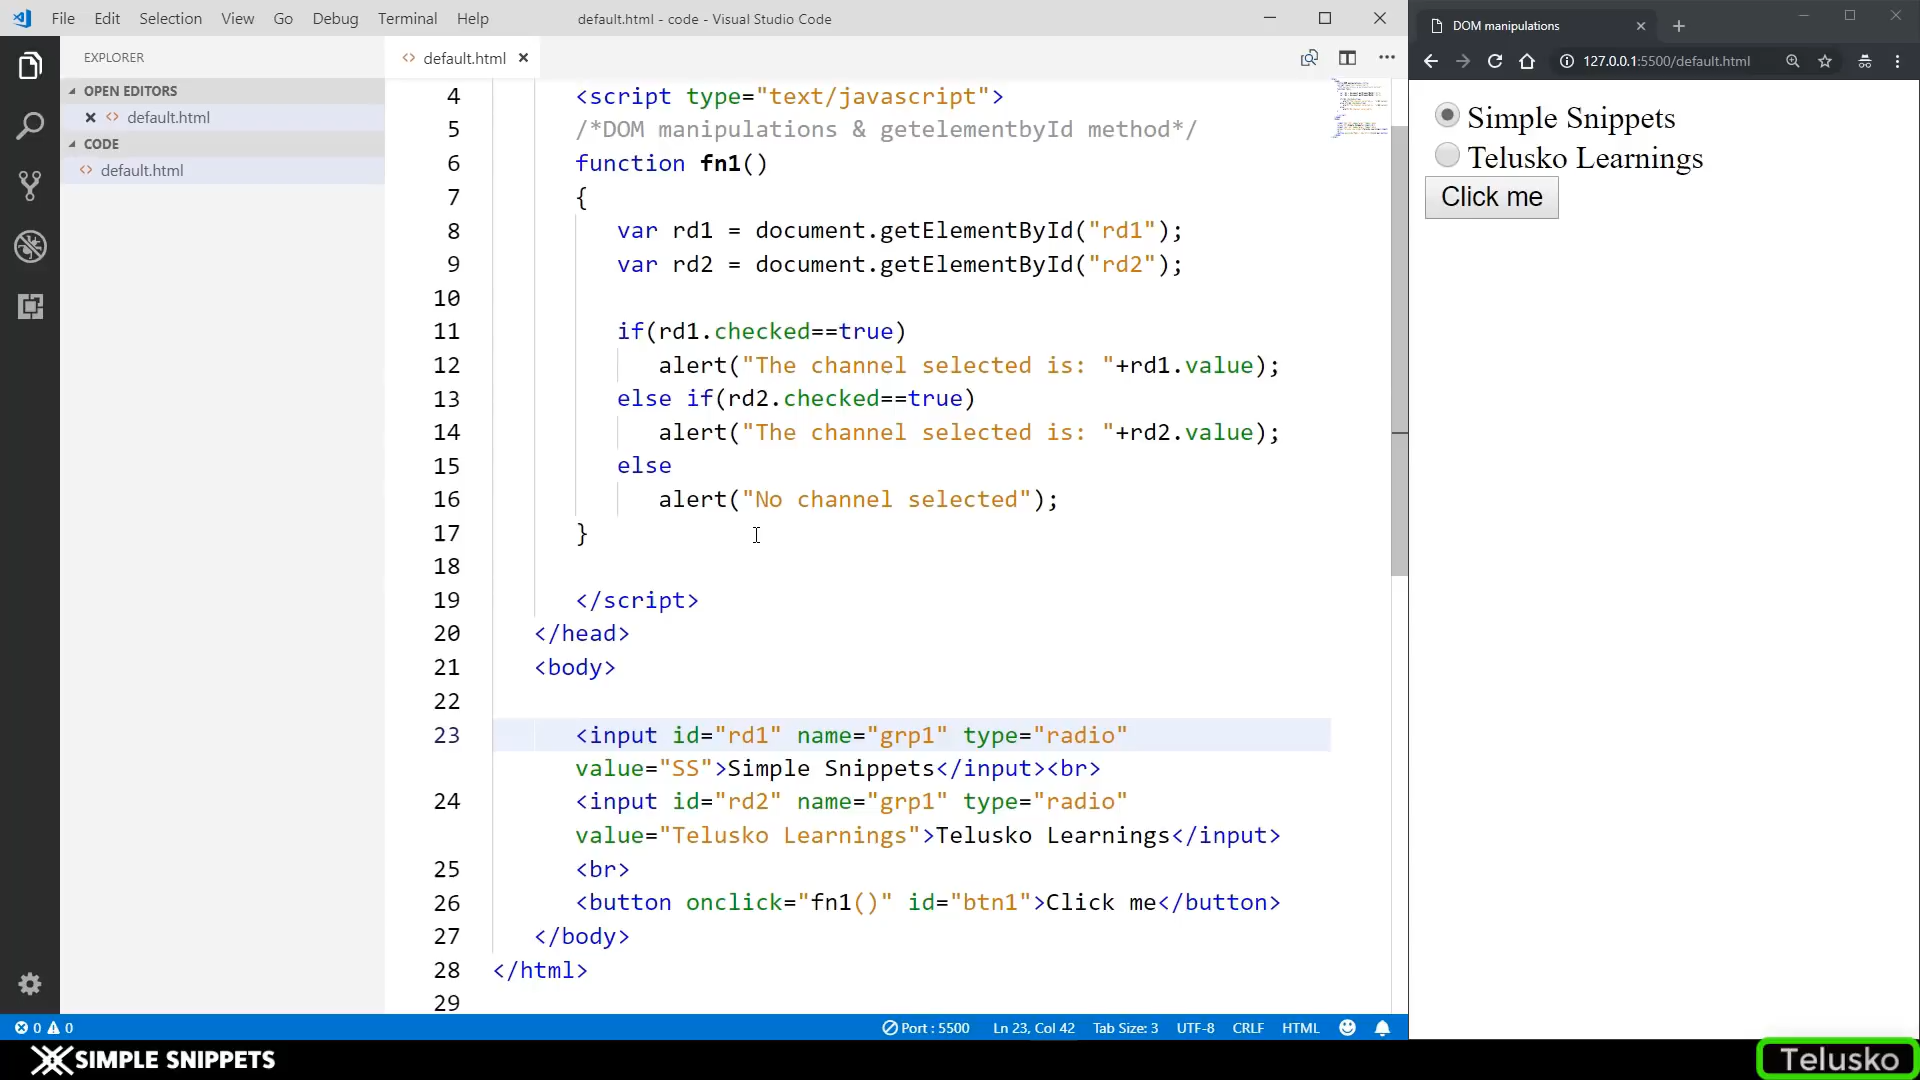 File Edit Selection View Go Debug Terminal Help
default.html - code - Visual Studio Code
EXPLORER
OPEN EDITORS
default.html
CODE
default.html
default.html
4 <script type="text/javascript">
5 /*DOM manipulations & getelementbyId method*/
6 function fn1()
7 {
8 var rd1 = document.getElementById("rd1");
9 var rd2 = document.getElementById("rd2");
10
11 if(rd1.checked==true)
12 alert("The channel selected is: "+rd1.value);
13 else if(rd2.checked==true)
14 alert("The channel selected is: "+rd2.value);
15 else
16 alert("No channel selected");
17 }
18
19 </script>
20 </head>
21 <body>
22
23 <input id="rd1" name="grp1" type="radio"
value="SS">Simple Snippets</input><br>
24 <input id="rd2" name="grp1" type="radio"
value="Telusko Learnings">Telusko Learnings</input>
25 <br>
26 <button onclick="fn1()" id="btn1">Click me</button>
27 </body>
28 </html>
29
0 0
Port : 5500 Ln 23, Col 42 Tab Size: 3 UTF-8 CRLF HTML
DOM manipulations
127.0.0.1:5500/default.html
Simple Snippets
Telusko Learnings
Click me
SIMPLE SNIPPETS
Telusko